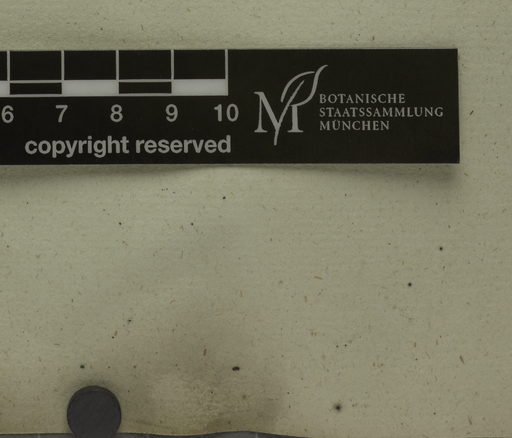 6 7 8 9 10
copyright reserved
M
BOTANISCHE
STAATSSAMMLUNG
MÜNCHEN